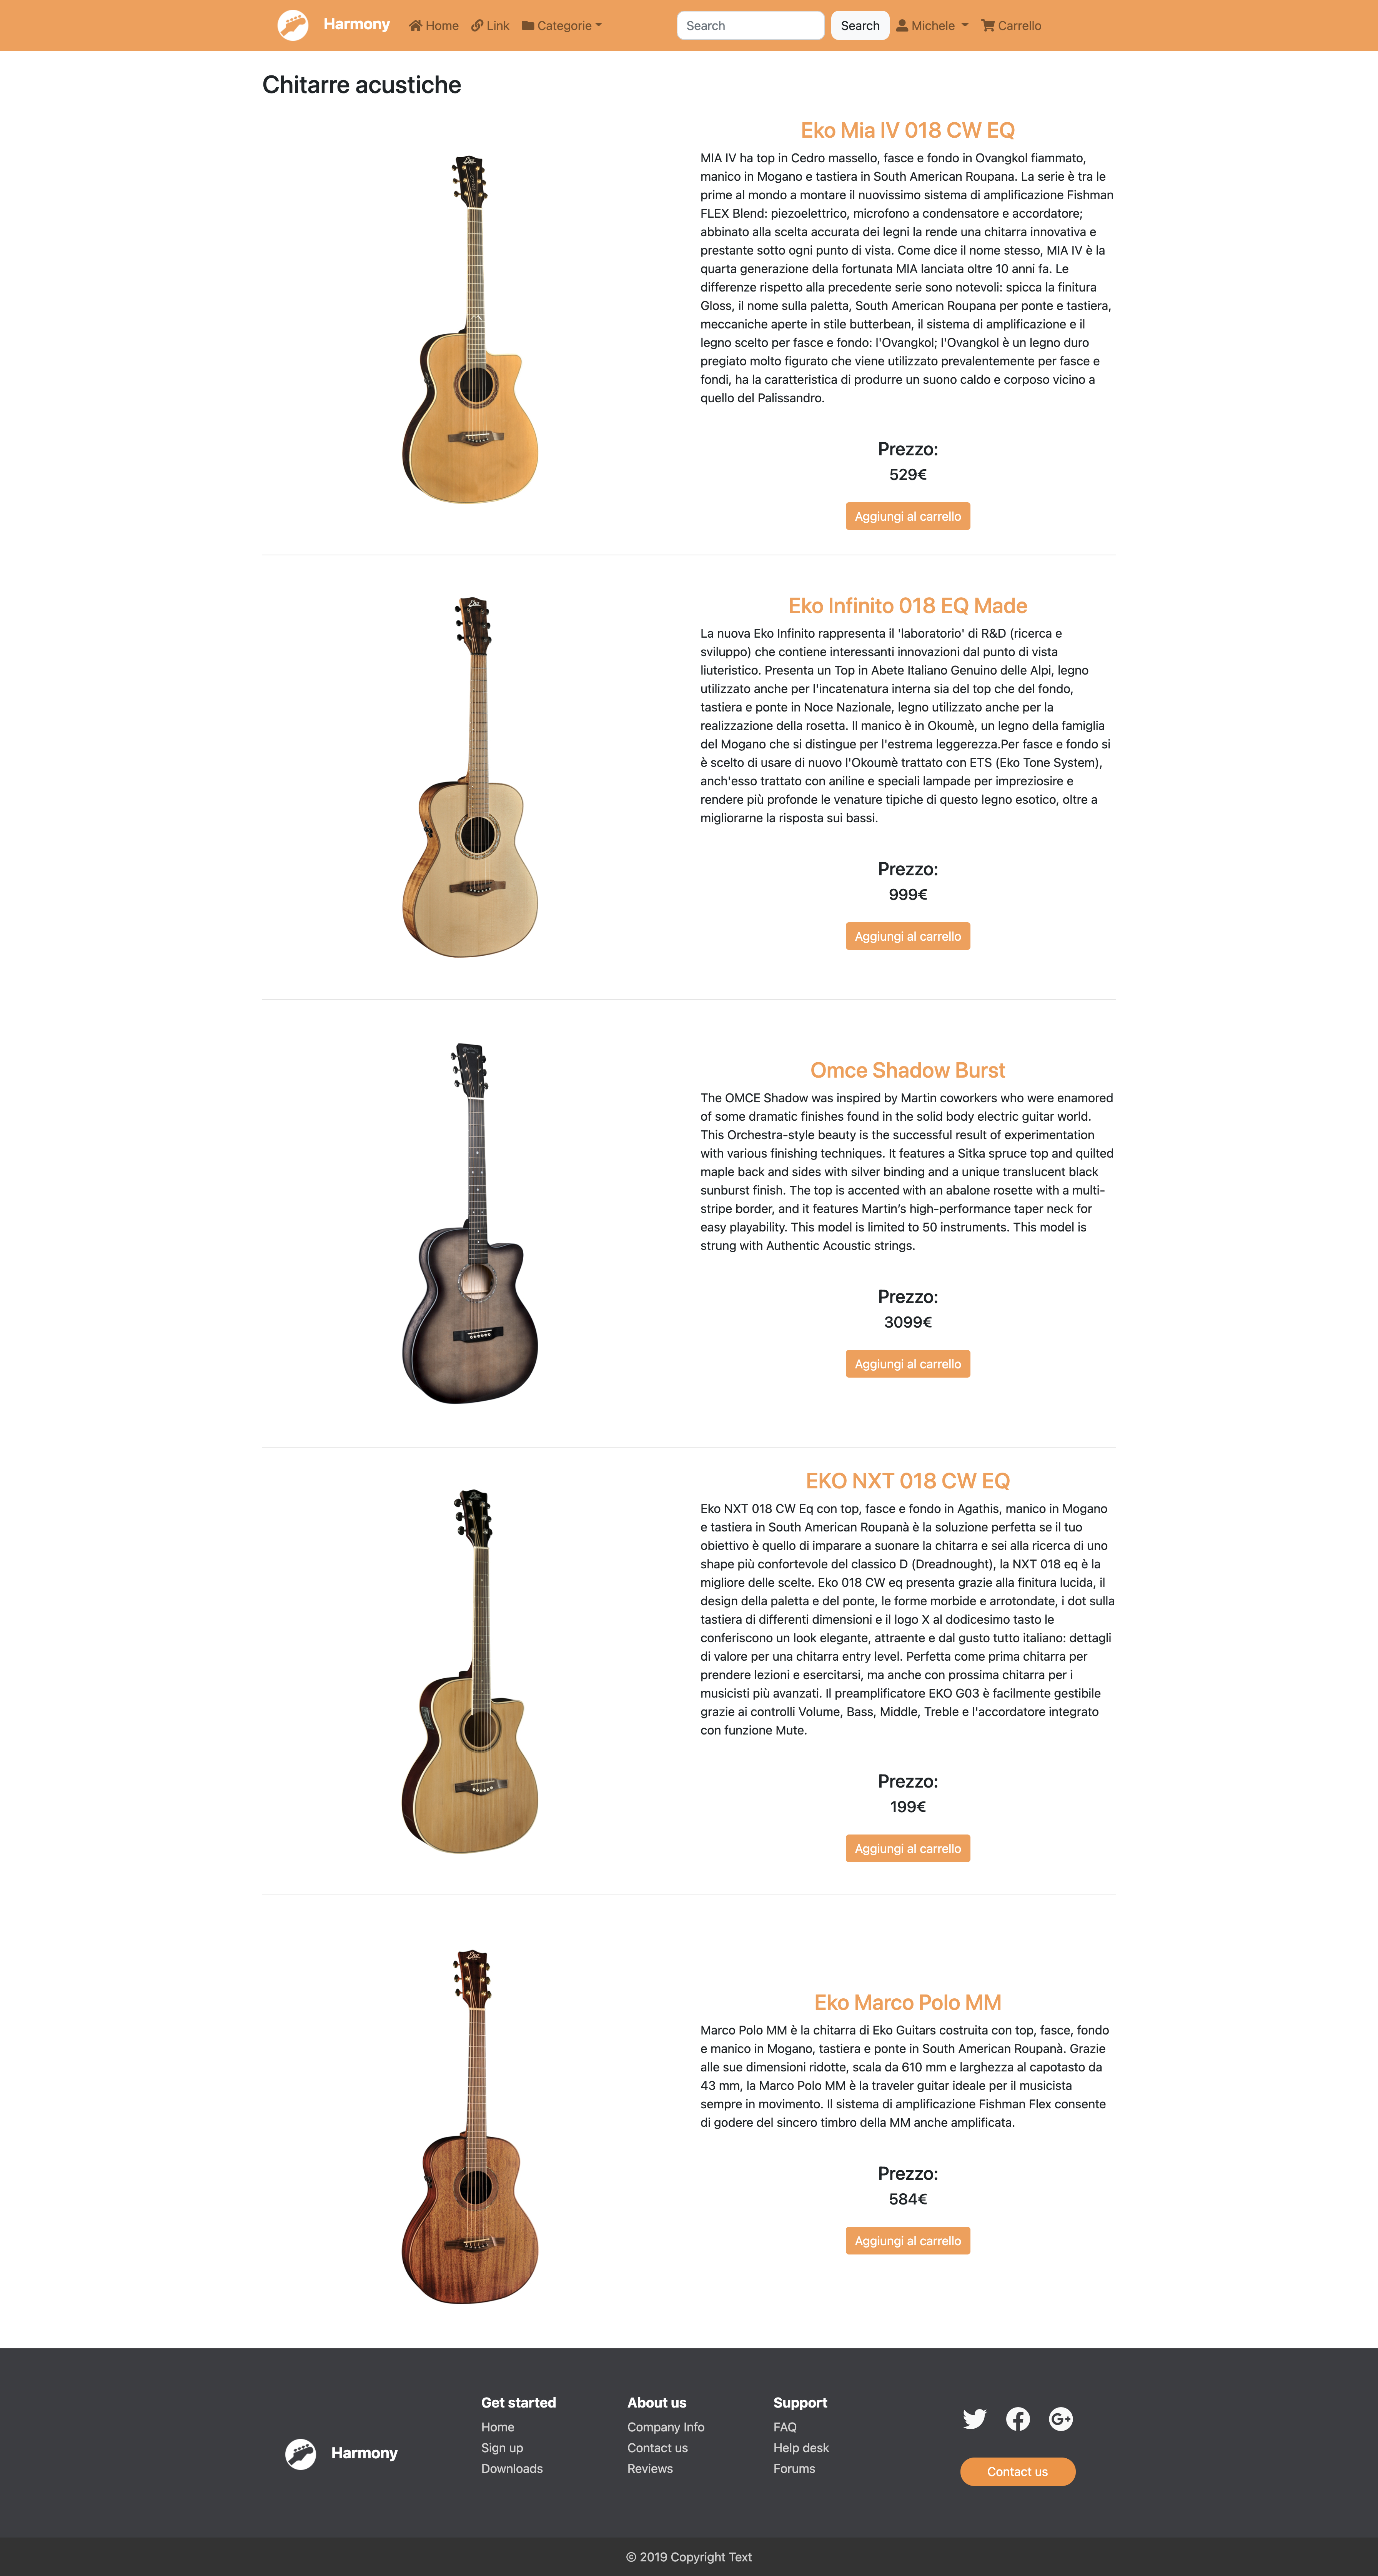 Harmony
Home
Link
Categorie
Search
Search
Michele
Carrello
Chitarre acustiche
Eko Mia IV 018 CW EQ
MIA IV ha top in Cedro massello, fasce e fondo in Ovangkol fiammato,
manico in Mogano e tastiera in South American Roupana. La serie è tra le
prime al mondo a montare il nuovissimo sistema di amplificazione Fishman
FLEX Blend: piezoelettrico, microfono a condensatore e accordatore;
abbinato alla scelta accurata dei legni la rende una chitarra innovativa e
prestante sotto ogni punto di vista. Come dice il nome stesso, MIA IV è la
quarta generazione della fortunata MIA lanciata oltre 10 anni fa. Le
differenze rispetto alla precedente serie sono notevoli: spicca la finitura
Gloss, il nome sulla paletta, South American Roupana per ponte e tastiera,
meccaniche aperte in stile butterbean, il sistema di amplificazione e il
legno scelto per fasce e fondo: l'Ovangkol; l'Ovangkol è un legno duro
pregiato molto figurato che viene utilizzato prevalentemente per fasce e
fondi, ha la caratteristica di produrre un suono caldo e corposo vicino a
quello del Palissandro.
Prezzo:
529€
Aggiungi al carrello
Eko Infinito 018 EQ Made
La nuova Eko Infinito rappresenta il 'laboratorio' di R&D (ricerca e
sviluppo) che contiene interessanti innovazioni dal punto di vista
liuteristico. Presenta un Top in Abete Italiano Genuino delle Alpi, legno
utilizzato anche per l'incatenatura interna sia del top che del fondo,
tastiera e ponte in Noce Nazionale, legno utilizzato anche per la
realizzazione della rosetta. Il manico è in Okoumè, un legno della famiglia
del Mogano che si distingue per l'estrema leggerezza.Per fasce e fondo si
è scelto di usare di nuovo l'Okoumè trattato con ETS (Eko Tone System),
anch'esso trattato con aniline e speciali lampade per impreziosire e
rendere più profonde le venature tipiche di questo legno esotico, oltre a
migliorarne la risposta sui bassi.
Prezzo:
999€
Aggiungi al carrello
Omce Shadow Burst
The OMCE Shadow was inspired by Martin coworkers who were enamored
of some dramatic finishes found in the solid body electric guitar world.
This Orchestra-style beauty is the successful result of experimentation
with various finishing techniques. It features a Sitka spruce top and quilted
maple back and sides with silver binding and a unique translucent black
sunburst finish. The top is accented with an abalone rosette with a multi-
stripe border, and it features Martin’s high-performance taper neck for
easy playability. This model is limited to 50 instruments. This model is
strung with Authentic Acoustic strings.
Prezzo:
3099€
Aggiungi al carrello
EKO NXT 018 CW EQ
Eko NXT 018 CW Eq con top, fasce e fondo in Agathis, manico in Mogano
e tastiera in South American Roupanà è la soluzione perfetta se il tuo
obiettivo è quello di imparare a suonare la chitarra e sei alla ricerca di uno
shape più confortevole del classico D (Dreadnought), la NXT 018 eq è la
migliore delle scelte. Eko 018 CW eq presenta grazie alla finitura lucida, il
design della paletta e del ponte, le forme morbide e arrotondate, i dot sulla
tastiera di differenti dimensioni e il logo X al dodicesimo tasto le
conferiscono un look elegante, attraente e dal gusto tutto italiano: dettagli
di valore per una chitarra entry level. Perfetta come prima chitarra per
prendere lezioni e esercitarsi, ma anche con prossima chitarra per i
musicisti più avanzati. Il preamplificatore EKO G03 è facilmente gestibile
grazie ai controlli Volume, Bass, Middle, Treble e l'accordatore integrato
con funzione Mute.
Prezzo:
199€
Aggiungi al carrello
Eko Marco Polo MM
Marco Polo MM è la chitarra di Eko Guitars costruita con top, fasce, fondo
e manico in Mogano, tastiera e ponte in South American Roupanà. Grazie
alle sue dimensioni ridotte, scala da 610 mm e larghezza al capotasto da
43 mm, la Marco Polo MM è la traveler guitar ideale per il musicista
sempre in movimento. Il sistema di amplificazione Fishman Flex consente
di godere del sincero timbro della MM anche amplificata.
Prezzo:
584€
Aggiungi al carrello
Harmony
Get started
Home
Sign up
Downloads
About us
Company Info
Contact us
Reviews
Support
FAQ
Help desk
Forums
Contact us
© 2019 Copyright Text